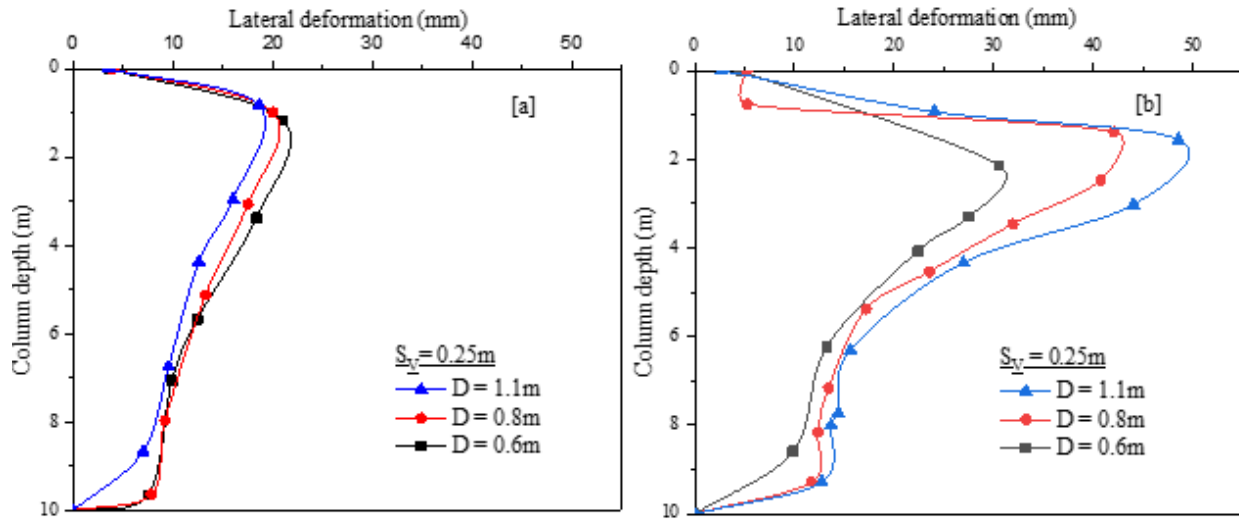 Lateral deformation (mm)
0 10 20 30 40 50
0
2
4
6
8
10
Column depth (m)
[a]
S_V = 0.25m
D = 1.1m
D = 0.8m
D = 0.6m
Lateral deformation (mm)
0 10 20 30 40 50
0
2
4
6
8
10
Column depth (m)
[b]
S_V = 0.25m
D = 1.1m
D = 0.8m
D = 0.6m